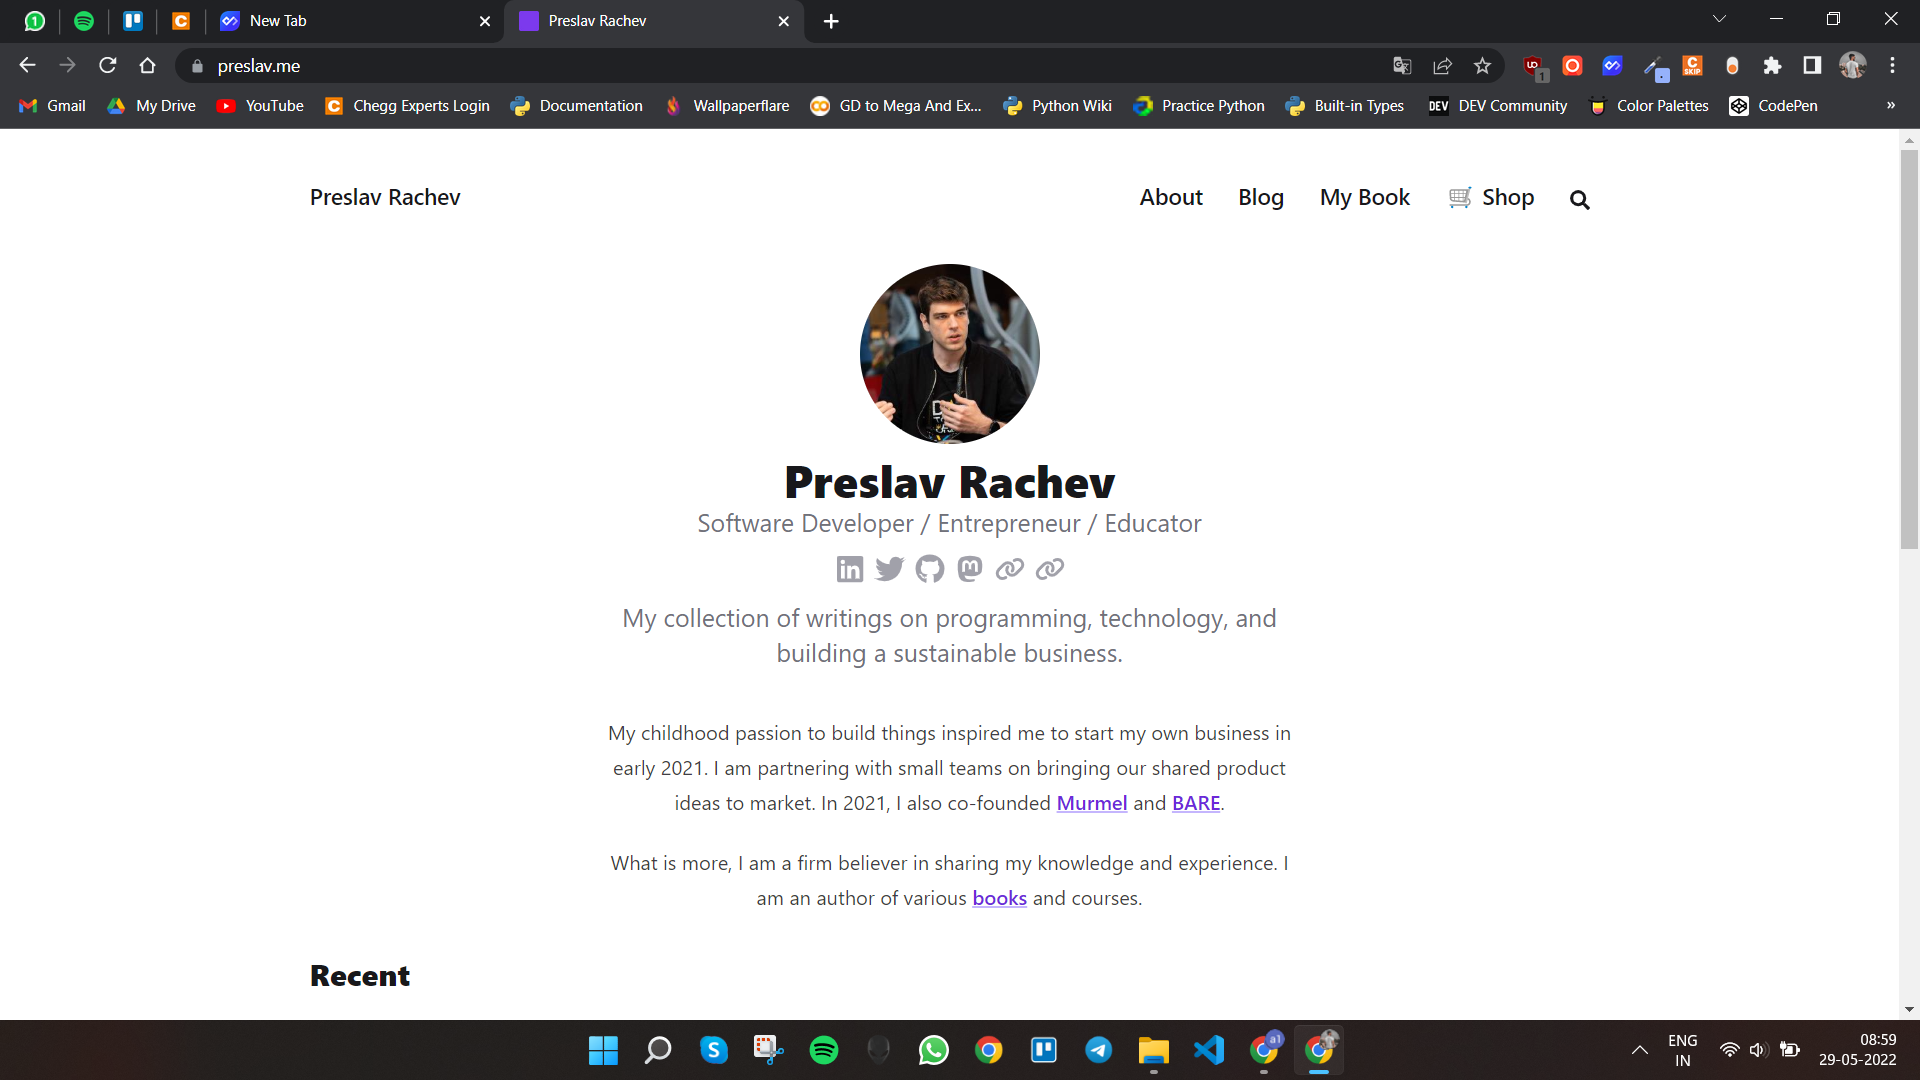 New Tab
Preslav Rachev
preslav.me
Gmail
My Drive
YouTube
Chegg Experts Login
Documentation
Wallpaperflare
GD to Mega And Ex...
Python Wiki
Practice Python
Built-in Types
DEV Community
Color Palettes
CodePen
»
Preslav Rachev
About
Blog
My Book
Shop
Preslav Rachev
Software Developer / Entrepreneur / Educator
My collection of writings on programming, technology, and
building a sustainable business.
My childhood passion to build things inspired me to start my own business in
early 2021. I am partnering with small teams on bringing our shared product
ideas to market. In 2021, I also co-founded Murmel and BARE.
What is more, I am a firm believer in sharing my knowledge and experience. I
am an author of various books and courses.
Recent
ENG
IN
08:59
29-05-2022